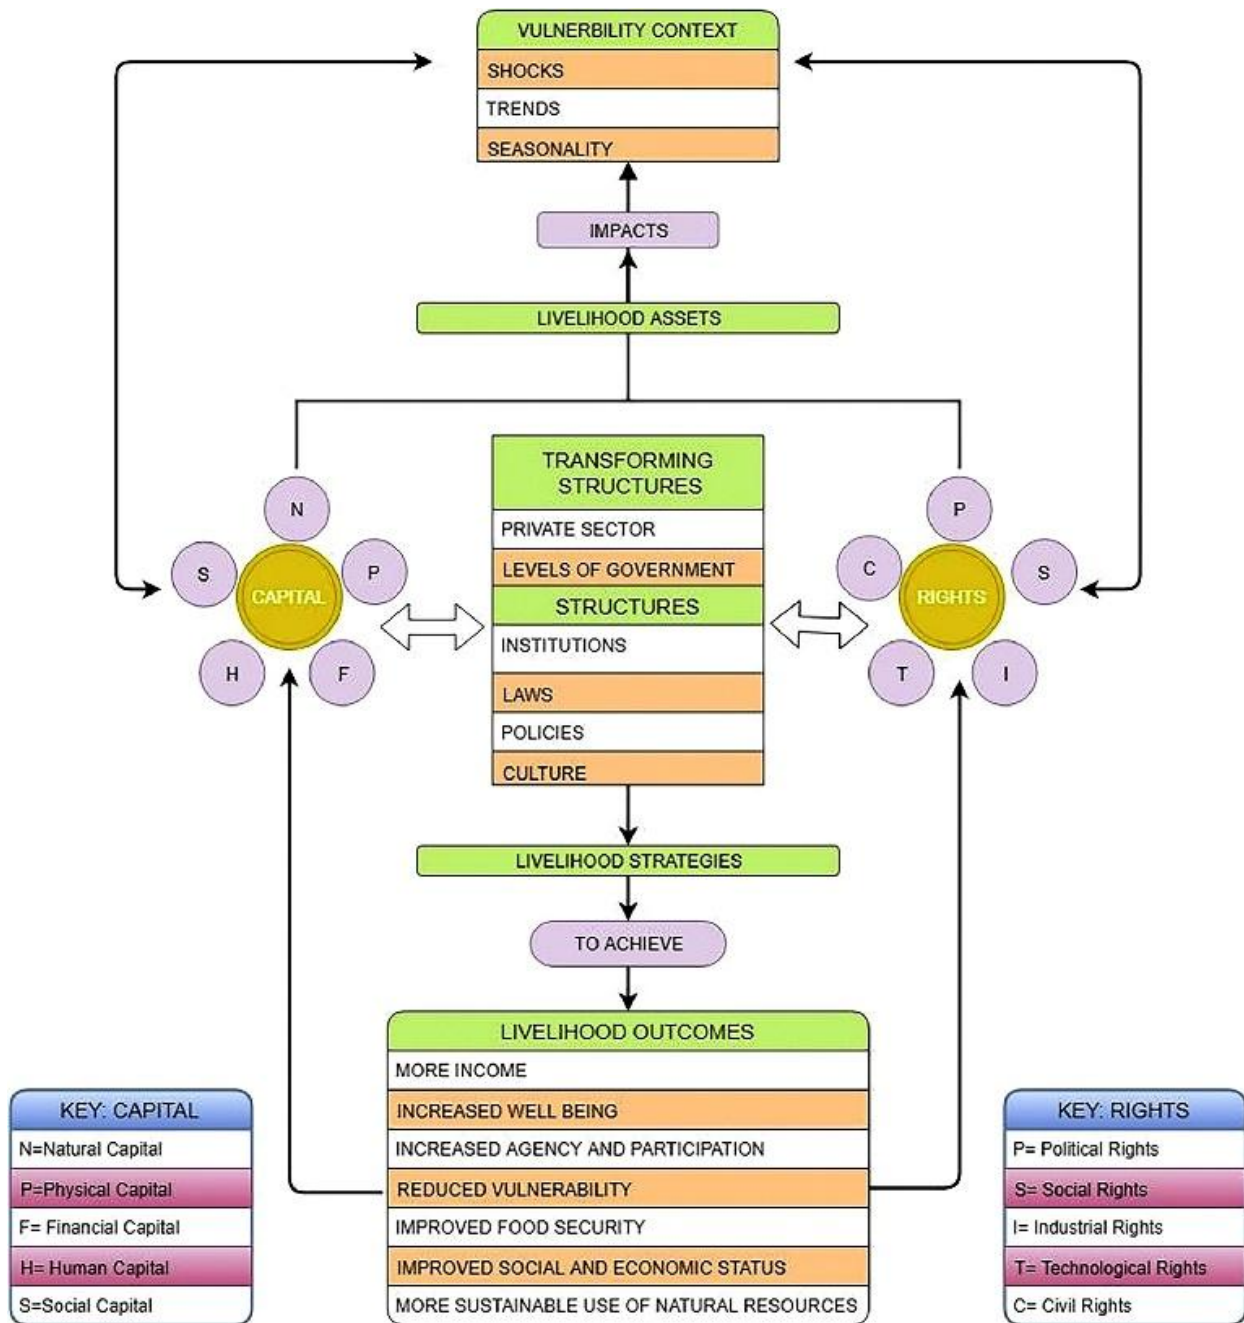 VULNERBILITY CONTEXT
SHOCKS
TRENDS
SEASONALITY
IMPACTS
LIVELIHOOD ASSETS
N
S
P
CAPITAL
H
F
TRANSFORMING
STRUCTURES
PRIVATE SECTOR
LEVELS OF GOVERNMENT
STRUCTURES
INSTITUTIONS
LAWS
POLICIES
CULTURE
P
C
S
RIGHTS
T
I
LIVELIHOOD STRATEGIES
TO ACHIEVE
LIVELIHOOD OUTCOMES
MORE INCOME
INCREASED WELL BEING
INCREASED AGENCY AND PARTICIPATION
REDUCED VULNERABILITY
IMPROVED FOOD SECURITY
IMPROVED SOCIAL AND ECONOMIC STATUS
MORE SUSTAINABLE USE OF NATURAL RESOURCES
KEY: CAPITAL
N=Natural Capital
P=Physical Capital
F= Financial Capital
H= Human Capital
S=Social Capital
KEY: RIGHTS
P= Political Rights
S= Social Rights
I= Industrial Rights
T= Technological Rights
C= Civil Rights